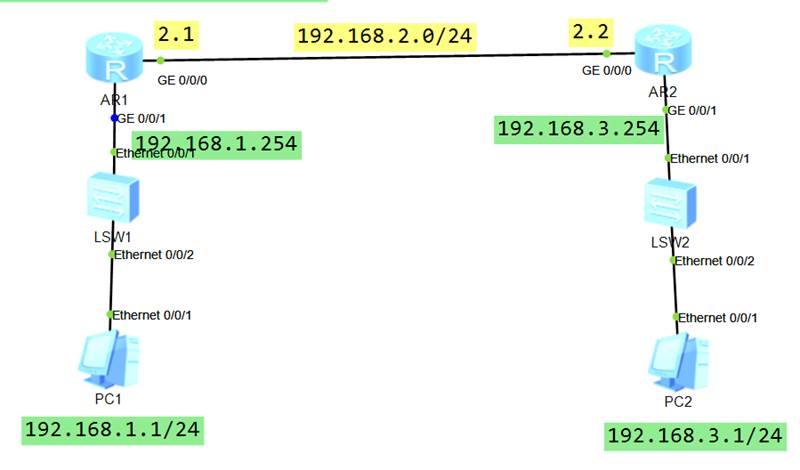 2.1
192.168.2.0/24
2.2
R
R
GE 0/0/0
GE 0/0/0
AR1
AR2
GE 0/0/1
GE 0/0/1
192.168.1.254
192.168.3.254
Ethernet 0/0/1
Ethernet 0/0/1
LSW1
LSW2
Ethernet 0/0/2
Ethernet 0/0/2
Ethernet 0/0/1
Ethernet 0/0/1
PC1
PC2
192.168.1.1/24
192.168.3.1/24